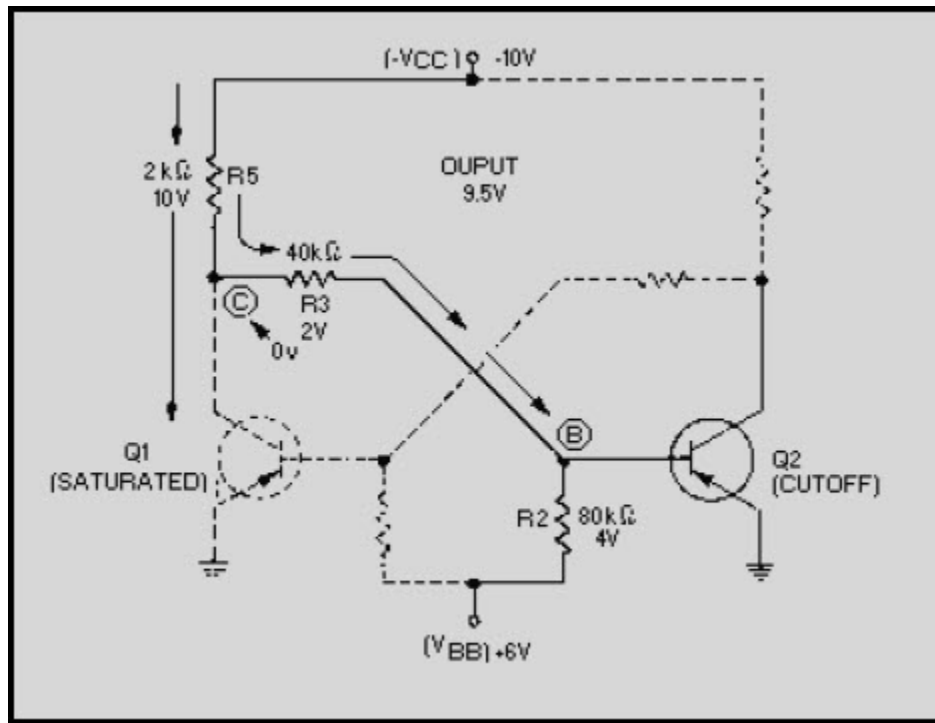 (-VCC) -10V
OUPUT
9.5V
2 kΩ
10V
R5
40kΩ
R3
2V
C
0v
B
Q1
(SATURATED)
Q2
(CUTOFF)
R2
80kΩ
4V
(VBB) +6V